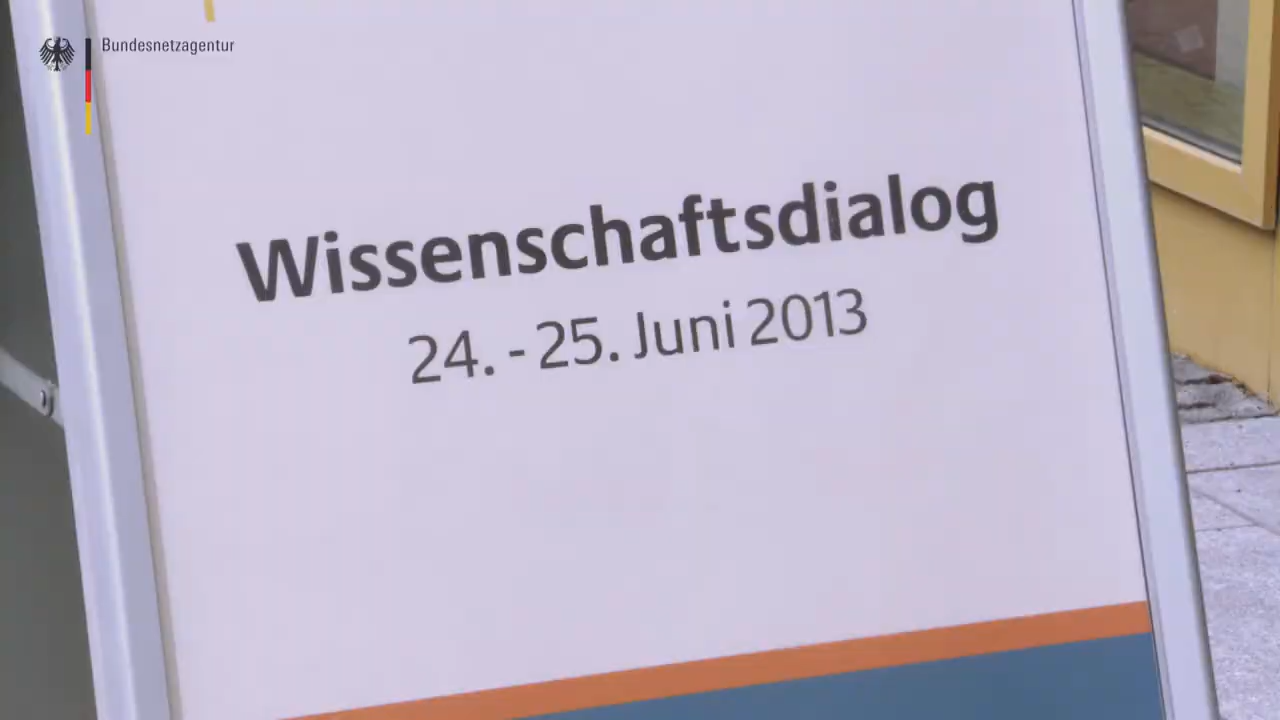 Bundesnetzagentur
Wissenschaftsdialog
24. - 25. Juni 2013